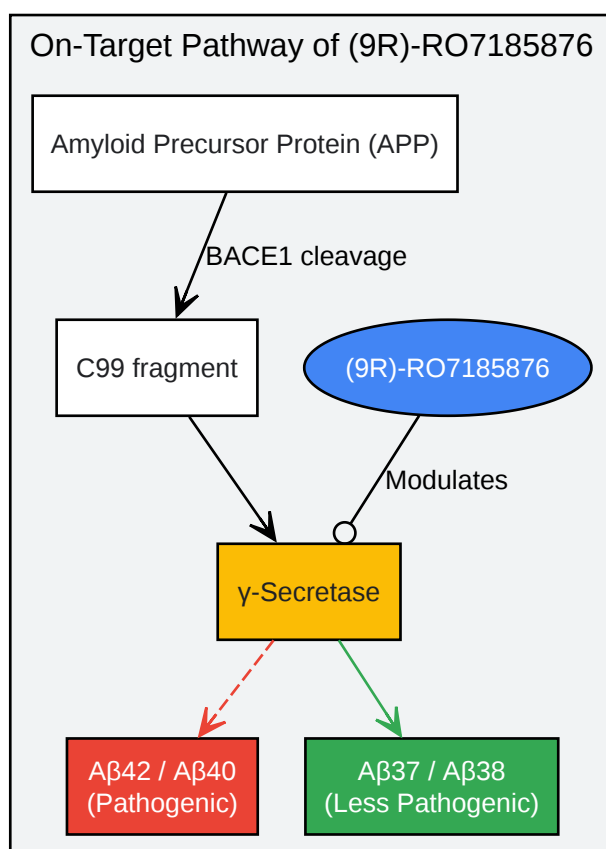 On-Target Pathway of (9R)-RO7185876
Amyloid Precursor Protein (APP)
BACE1 cleavage
C99 fragment
(9R)-RO7185876
Modulates
γ-Secretase
Aβ42 / Aβ40
(Pathogenic)
Aβ37 / Aβ38
(Less Pathogenic)